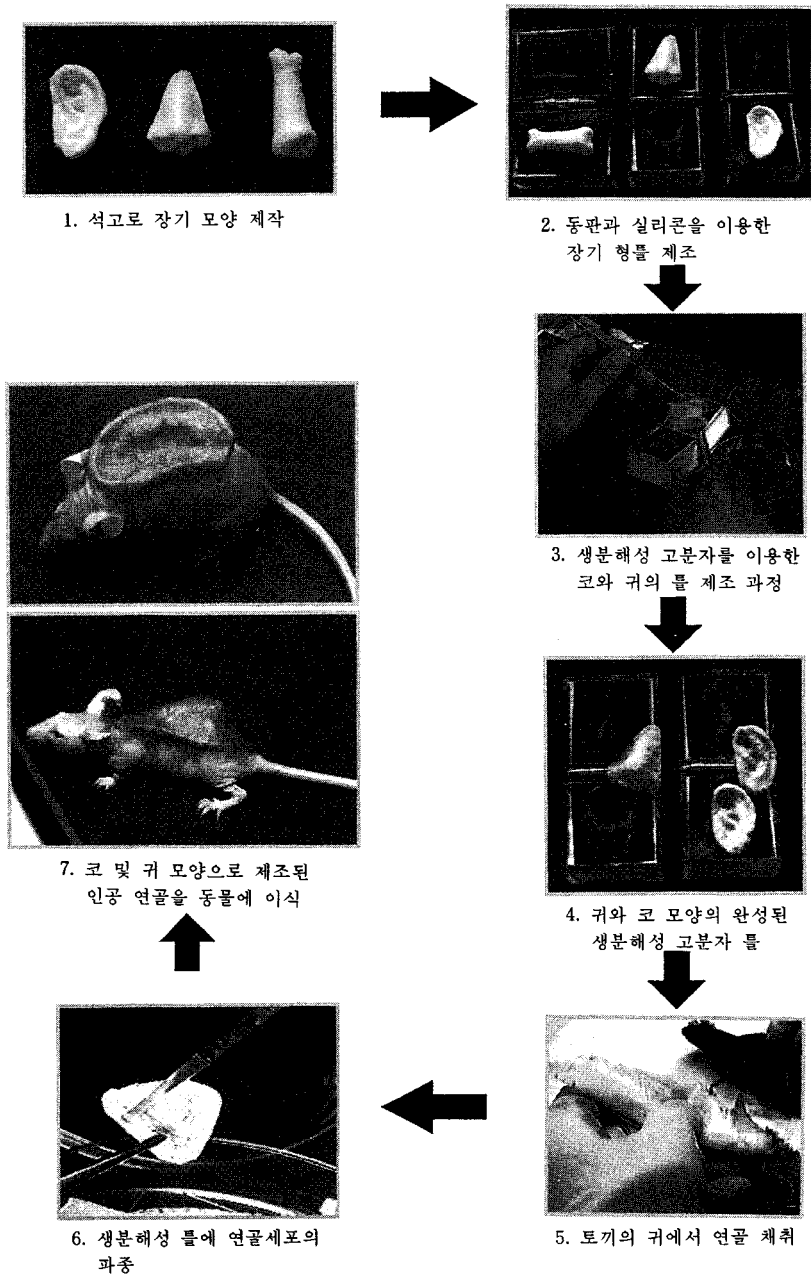 1. 석고로 장기 모양 제작
2. 동판과 실리콘을 이용한
장기 형틀 제조
3. 생분해성 고분자를 이용한
코와 귀의 틀 제조 과정
4. 귀와 코 모양의 완성된
생분해성 고분자 틀
5. 토끼의 귀에서 연골 채취
6. 생분해성 틀에 연골세포의
파종
7. 코 및 귀 모양으로 제조된
인공 연골을 동물에 이식